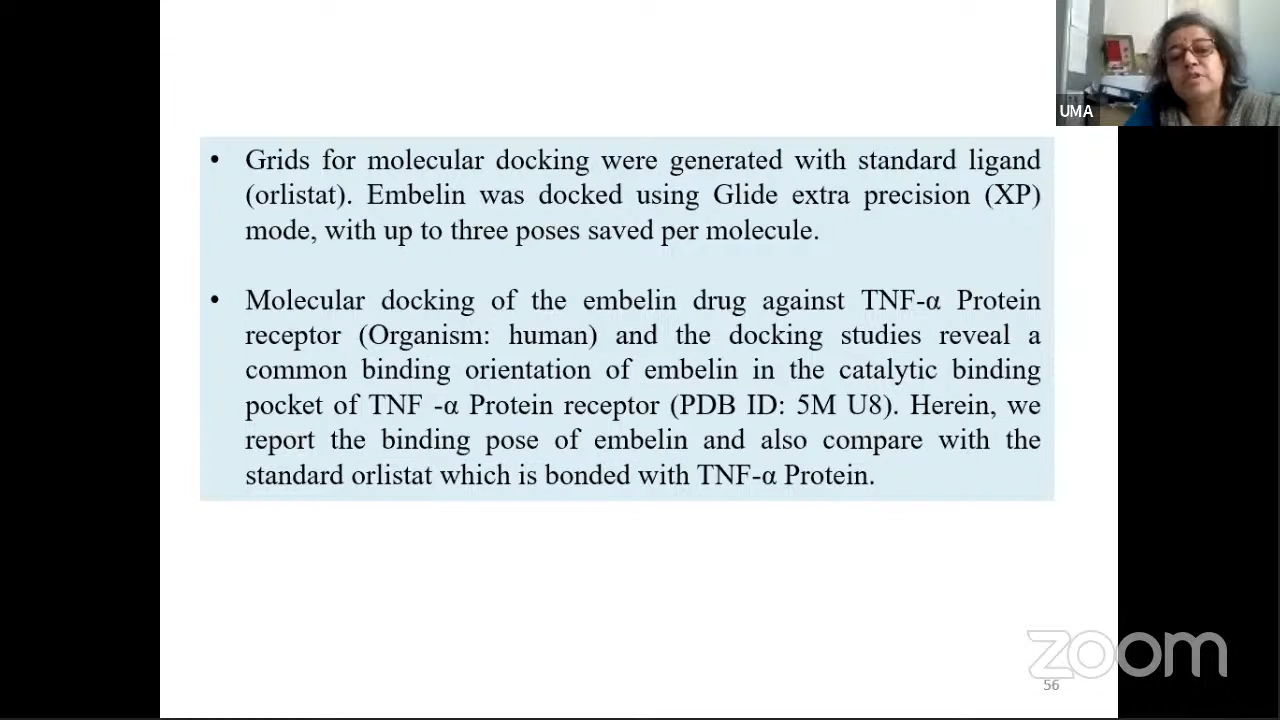 UMA
• Grids for molecular docking were generated with standard ligand
(orlistat). Embelin was docked using Glide extra precision (XP)
mode, with up to three poses saved per molecule.
• Molecular docking of the embelin drug against TNF-α Protein
receptor (Organism: human) and the docking studies reveal a
common binding orientation of embelin in the catalytic binding
pocket of TNF -α Protein receptor (PDB ID: 5M U8). Herein, we
report the binding pose of embelin and also compare with the
standard orlistat which is bonded with TNF-α Protein.
zoom
56